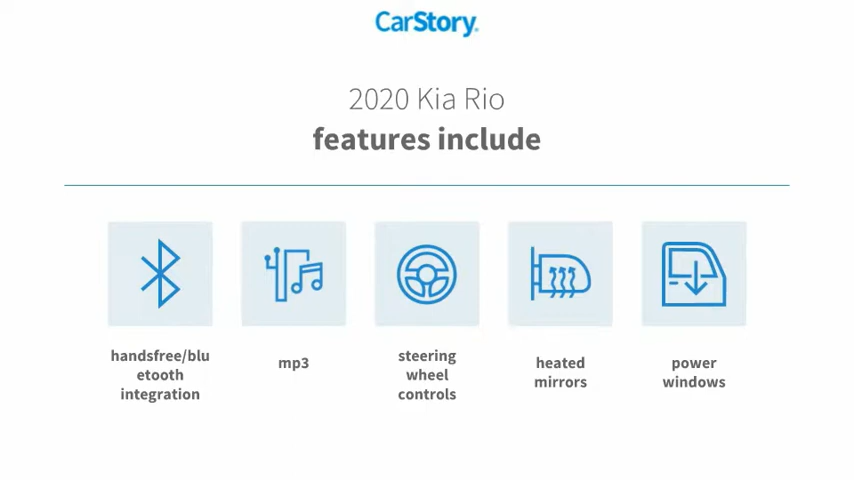 CarStory.
2020 Kia Rio
features include
handsfree/blu
etooth
integration
mp3
steering
wheel
controls
heated
mirrors
power
windows